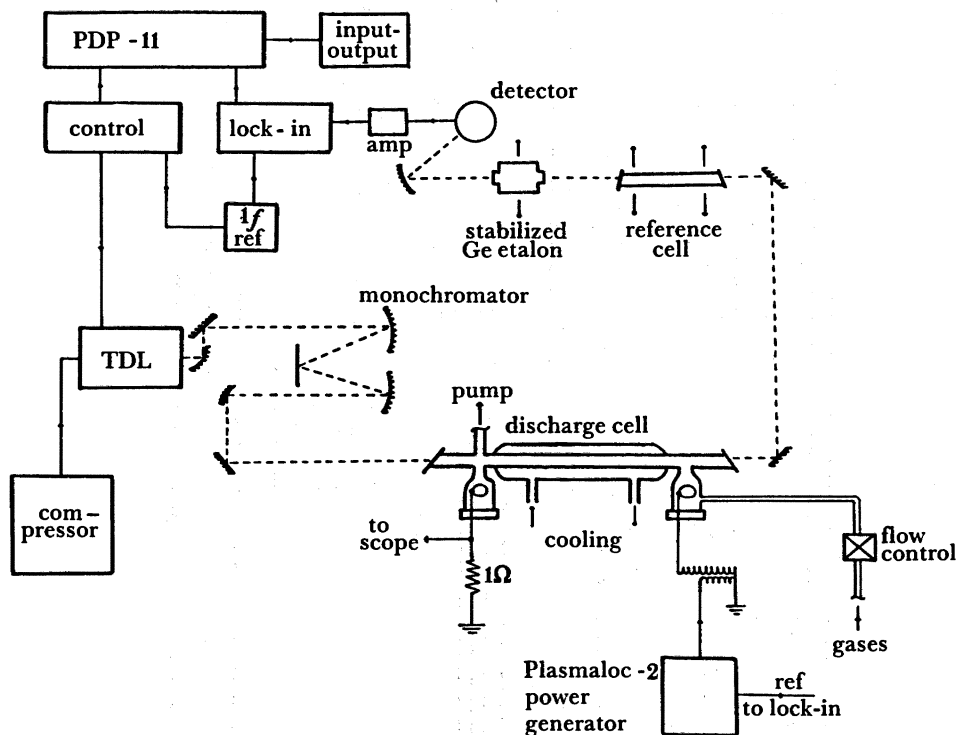 PDP - 11
input-
output
control
lock - in
amp
detector
1f
ref
stabilized
Ge etalon
reference
cell
monochromator
TDL
pump
discharge cell
com -
pressor
to
scope
1Ω
cooling
flow
control
gases
Plasmaloc -2
power
generator
ref
to lock-in